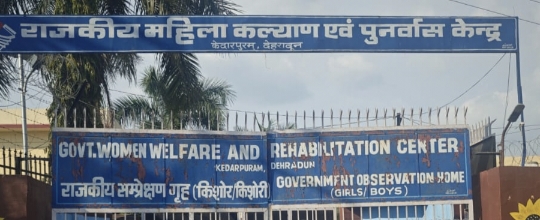 राजकीय महिला कल्याण एवं पुनर्वास केन्द्र
केदारपुरम्, देहरादून
GOVT. WOMEN WELFARE AND REHABILITATION CENTER
KEDARPURAM, DEHRADUN
राजकीय सम्प्रेक्षण गृह (किशोर/किशोरी)
GOVERNMENT OBSERVATION HOME
(GIRLS/BOYS)